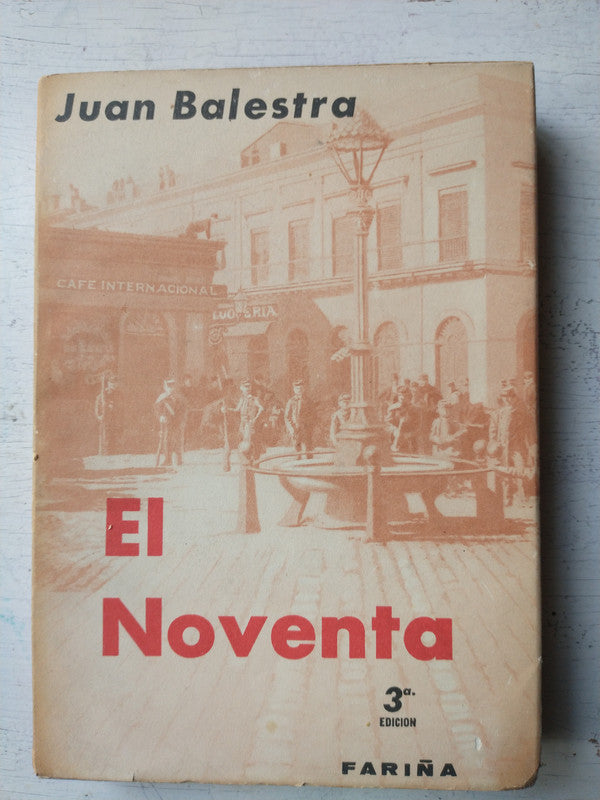 Juan Balestra
CAFE INTERNACIONAL
El
Noventa
3ª.
EDICION
FARIÑA